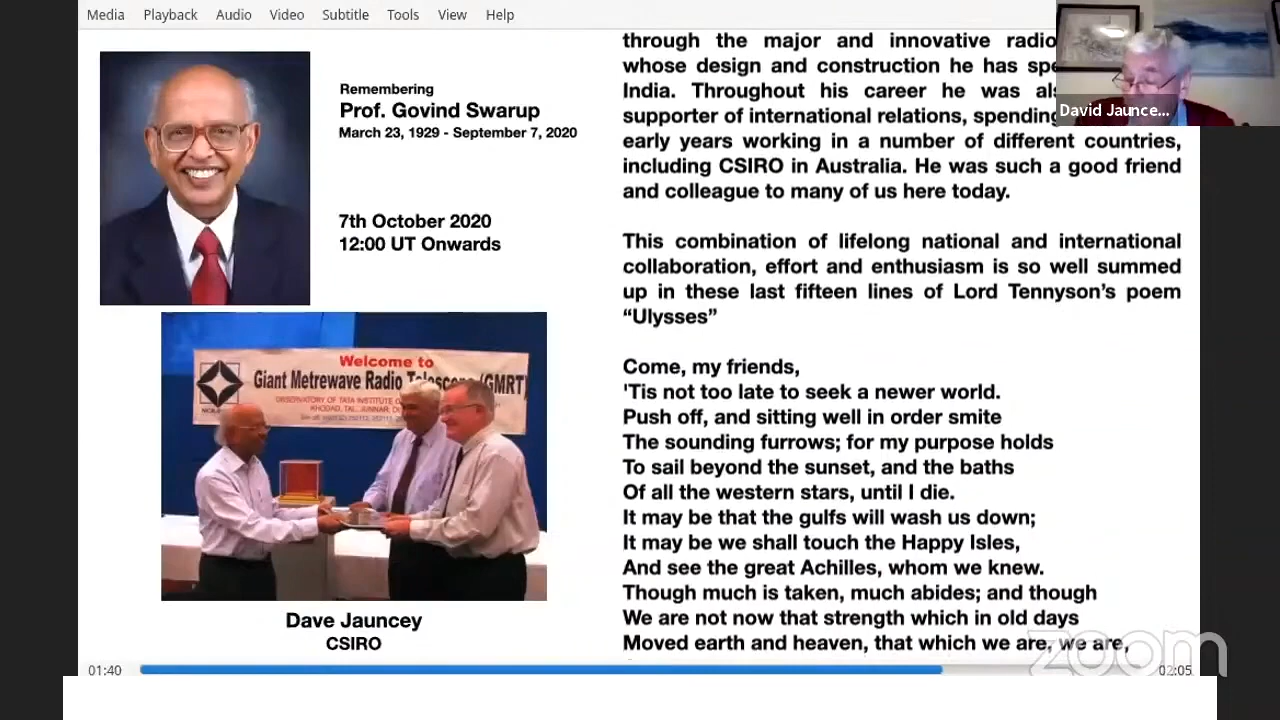 Media Playback Audio Video Subtitle Tools View Help
David Jaunce...
Remembering
Prof. Govind Swarup
March 23, 1929 - September 7, 2020
7th October 2020
12:00 UT Onwards
Welcome to
Giant Metrewave Radio Telescope (GMRT)
OBSERVATORY OF TATA INSTITUTE OF
KHODAD, TAL. JUNNAR,
Dave Jauncey
CSIRO
through the major and innovative radio
whose design and construction he has
India. Throughout his career he was
supporter of international relations, spending
early years working in a number of different countries,
including CSIRO in Australia. He was such a good friend
and colleague to many of us here today.
This combination of lifelong national and international
collaboration, effort and enthusiasm is so well summed
up in these last fifteen lines of Lord Tennyson's poem
“Ulysses”
Come, my friends,
'Tis not too late to seek a newer world.
Push off, and sitting well in order smite
The sounding furrows; for my purpose holds
To sail beyond the sunset, and the baths
Of all the western stars, until I die.
It may be that the gulfs will wash us down;
It may be we shall touch the Happy Isles,
And see the great Achilles, whom we knew.
Though much is taken, much abides; and though
We are not now that strength which in old days
Moved earth and heaven, that which we are, we are,
01:40
02:05
zoom